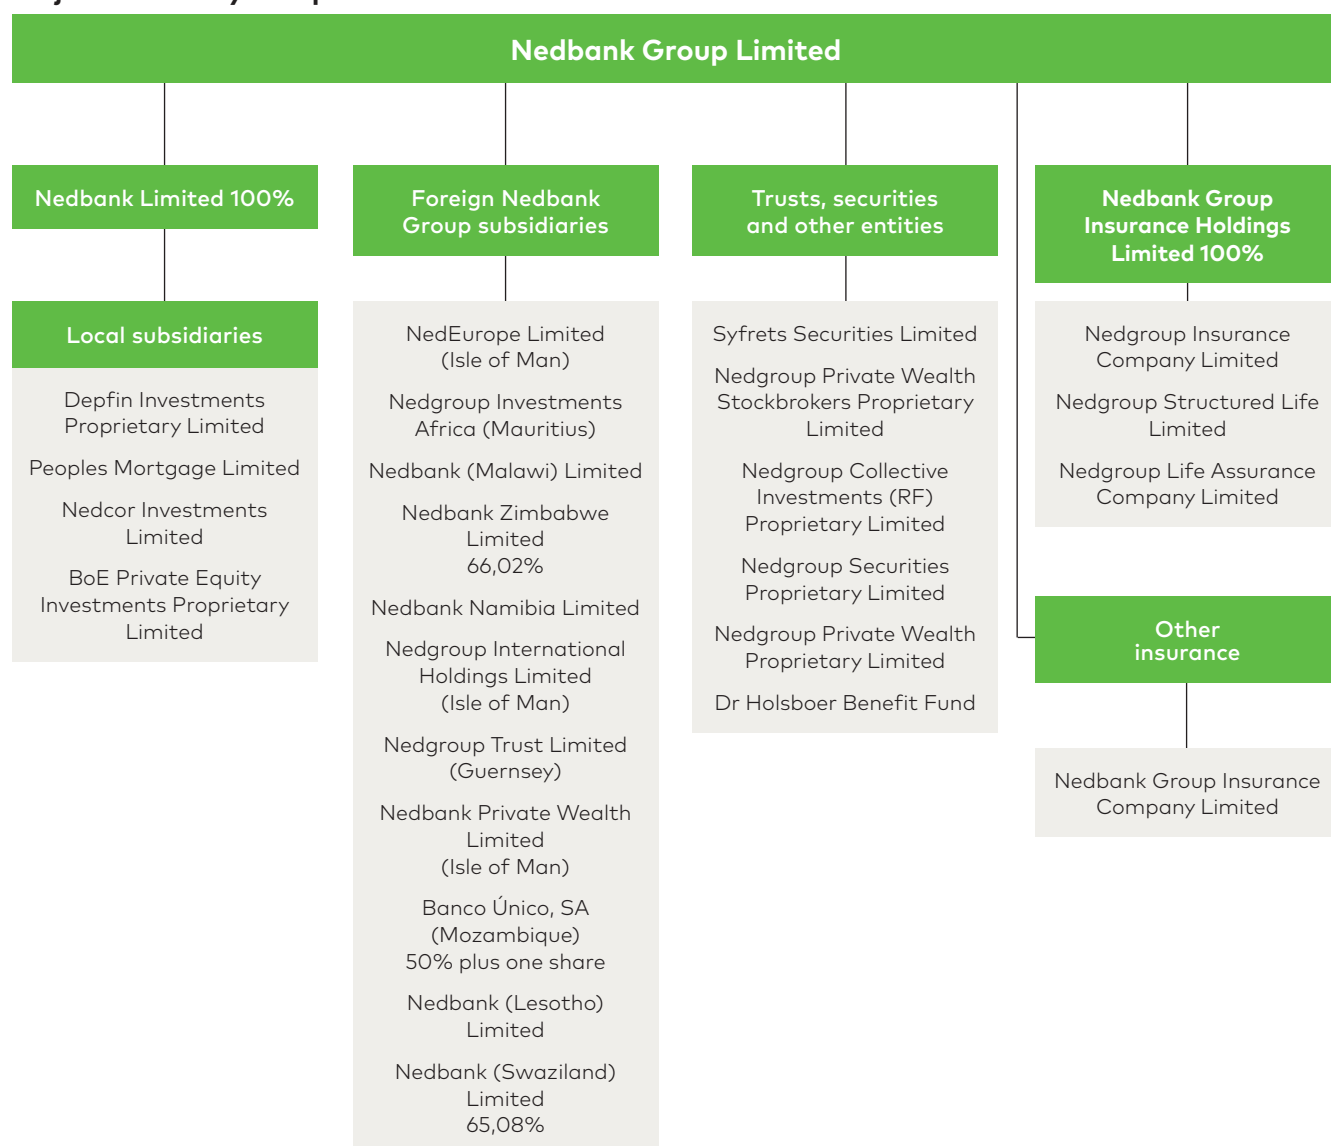 Nedbank Group Limited
Nedbank Limited 100%
Local subsidiaries
Depfin Investments
Proprietary Limited
Peoples Mortgage Limited
Nedcor Investments
Limited
BoE Private Equity
Investments Proprietary
Limited
Foreign Nedbank
Group subsidiaries
NedEurope Limited
(Isle of Man)
Nedgroup Investments
Africa (Mauritius)
Nedbank (Malawi) Limited
Nedbank Zimbabwe
Limited
66,02%
Nedbank Namibia Limited
Nedgroup International
Holdings Limited
(Isle of Man)
Nedgroup Trust Limited
(Guernsey)
Nedbank Private Wealth
Limited
(Isle of Man)
Banco Único, SA
(Mozambique)
50% plus one share
Nedbank (Lesotho)
Limited
Nedbank (Swaziland)
Limited
65,08%
Trusts, securities
and other entities
Syfrets Securities Limited
Nedgroup Private Wealth
Stockbrokers Proprietary
Limited
Nedgroup Collective
Investments (RF)
Proprietary Limited
Nedgroup Securities
Proprietary Limited
Nedgroup Private Wealth
Proprietary Limited
Dr Holsboer Benefit Fund
Nedbank Group
Insurance Holdings
Limited 100%
Nedgroup Insurance
Company Limited
Nedgroup Structured Life
Limited
Nedgroup Life Assurance
Company Limited
Other
insurance
Nedbank Group Insurance
Company Limited